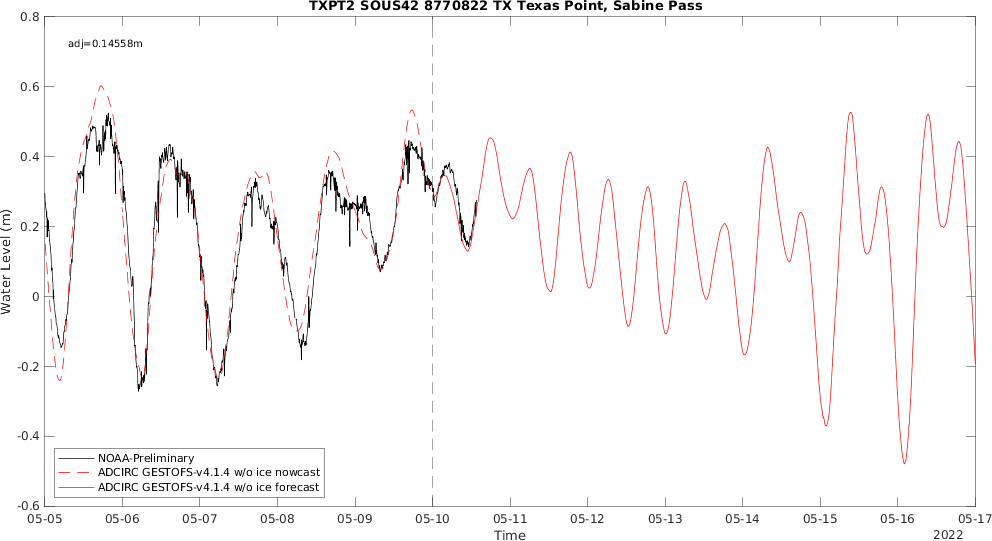 TXPT2 SOUS42 8770822 TX Texas Point, Sabine Pass
adj=0.14558m
Water Level (m)
0.8
0.6
0.4
0.2
0
-0.2
-0.4
-0.6
NOAA-Preliminary
ADCIRC GESTOFS-v4.1.4 w/o ice nowcast
ADCIRC GESTOFS-v4.1.4 w/o ice forecast
05-05 05-06 05-07 05-08 05-09 05-10 05-11 05-12 05-13 05-14 05-15 05-16 05-17
Time
2022